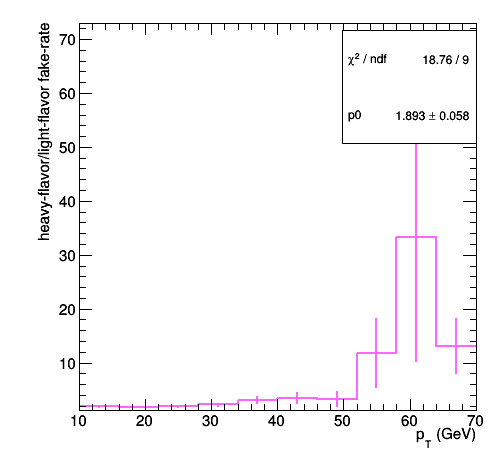 heavy-flavor/light-flavor fake-rate
χ² / ndf 18.76 / 9
p0 1.893 ± 0.058
70
60
50
40
30
20
10
10 20 30 40 50 60 70
p_T (GeV)